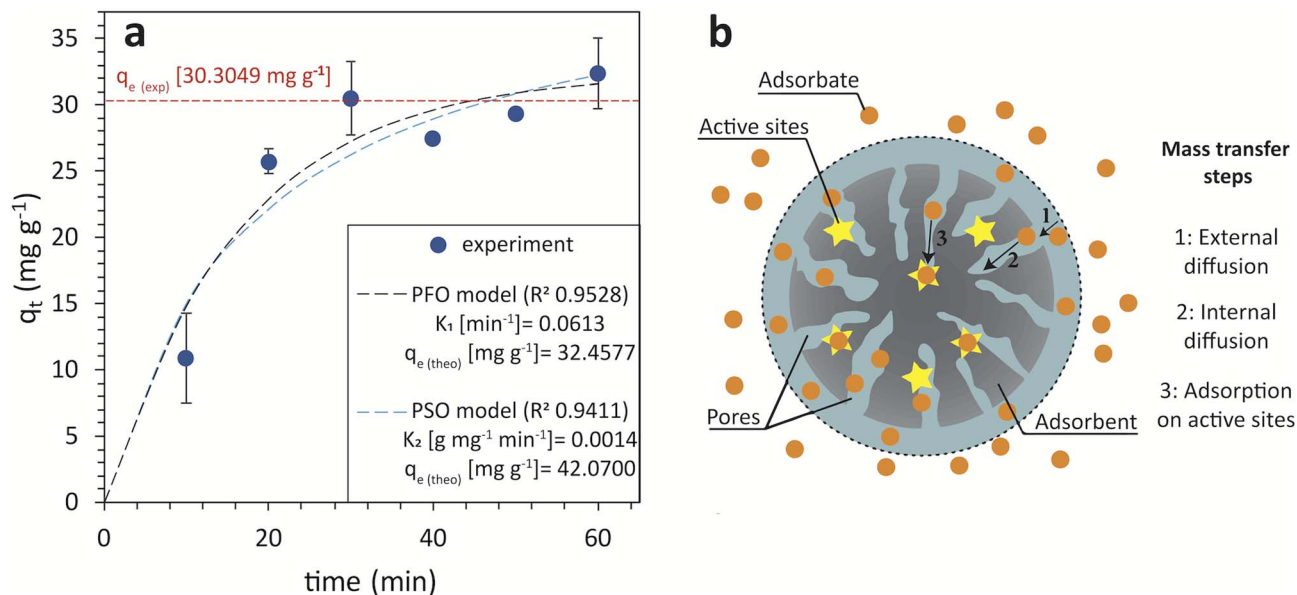 a
qₜ (mg g⁻¹)
35
30
25
20
15
10
5
0
qₑ ₍ₑₓₚ₎ [30.3049 mg g⁻¹]
experiment
PFO model (R² 0.9528)
K₁ [min⁻¹]= 0.0613
qₑ ₍ₜₕₑₒ₎ [mg g⁻¹]= 32.4577
PSO model (R² 0.9411)
K₂ [g mg⁻¹ min⁻¹]= 0.0014
qₑ ₍ₜₕₑₒ₎ [mg g⁻¹]= 42.0700
0 20 40 60
time (min)
b
Adsorbate
Active sites
1
2
3
Pores
Adsorbent
Mass transfer
steps
1: External
diffusion
2: Internal
diffusion
3: Adsorption
on active sites